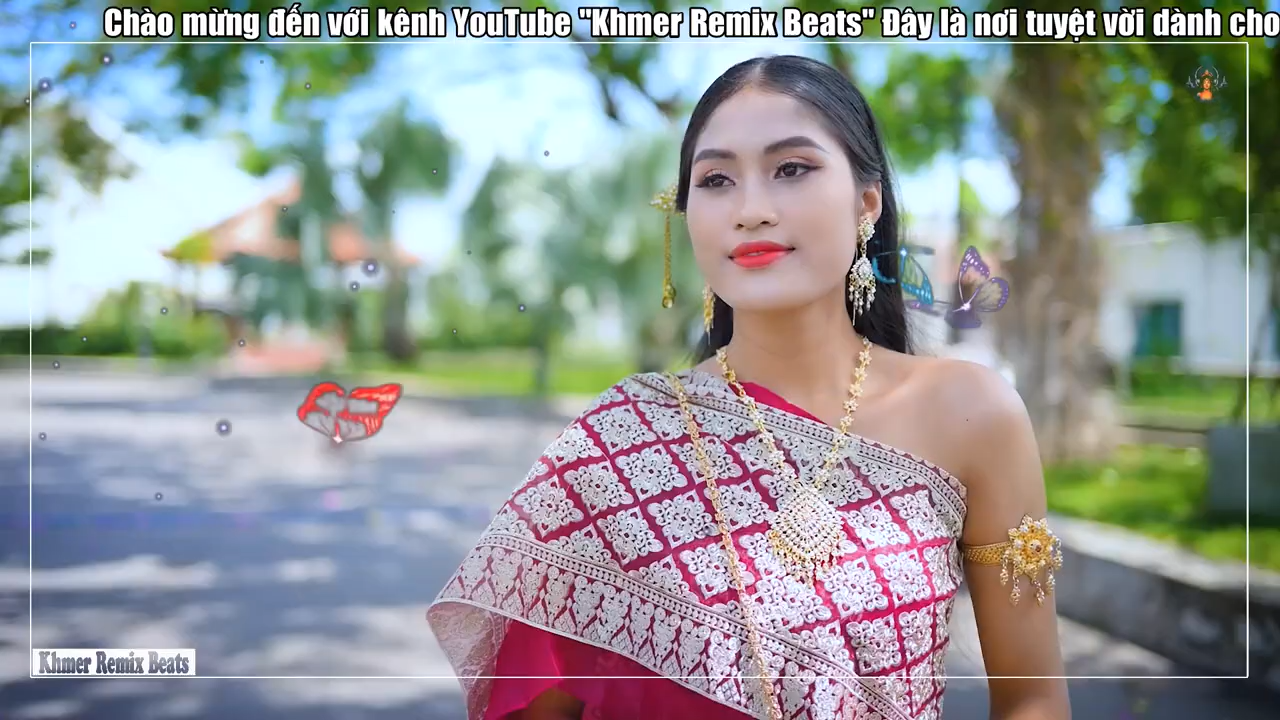 Chào mừng đến với kênh YouTube "Khmer Remix Beats" Đây là nơi tuyệt vời dành cho
Khmer Remix Beats